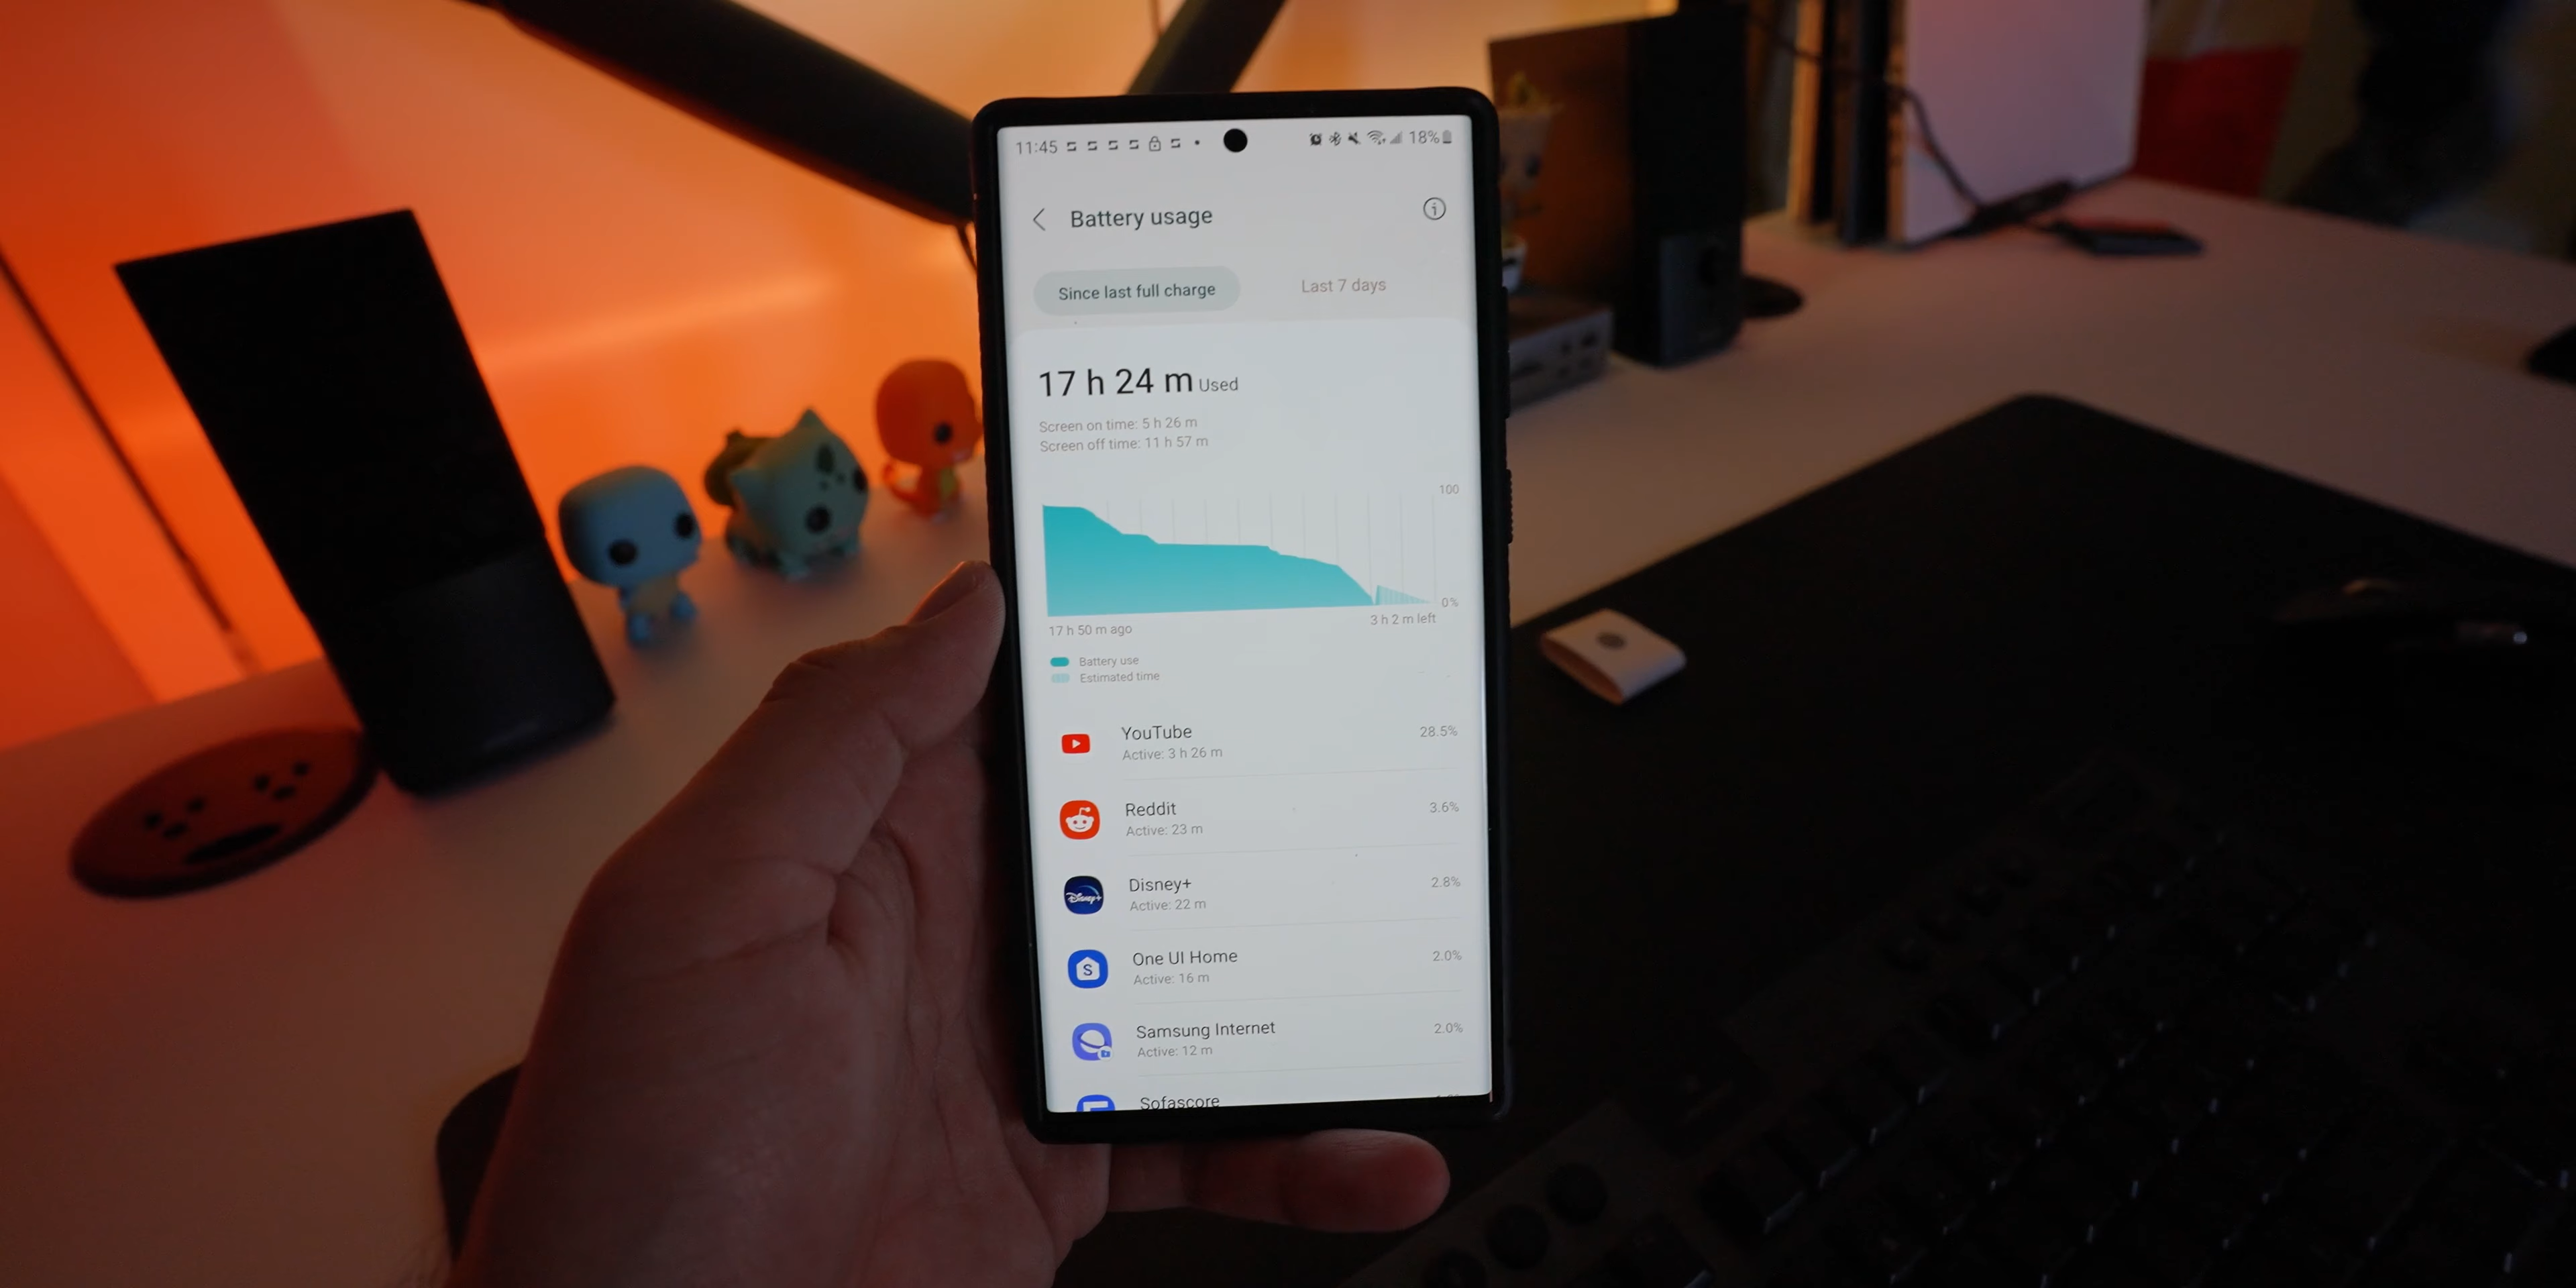 11:45 18%
Battery usage
Since last full charge Last 7 days
17 h 24 m Used
Screen on time: 5 h 26 m
Screen off time: 11 h 57 m
100
0%
17 h 50 m ago 3 h 2 m left
Battery use
Estimated time
YouTube 28.5%
Active: 3 h 26 m
Reddit 3.6%
Active: 23 m
Disney+ 2.8%
Disney+
Active: 22 m
One UI Home 2.0%
S
Active: 16 m
Samsung Internet 2.0%
Active: 12 m
Sofascore